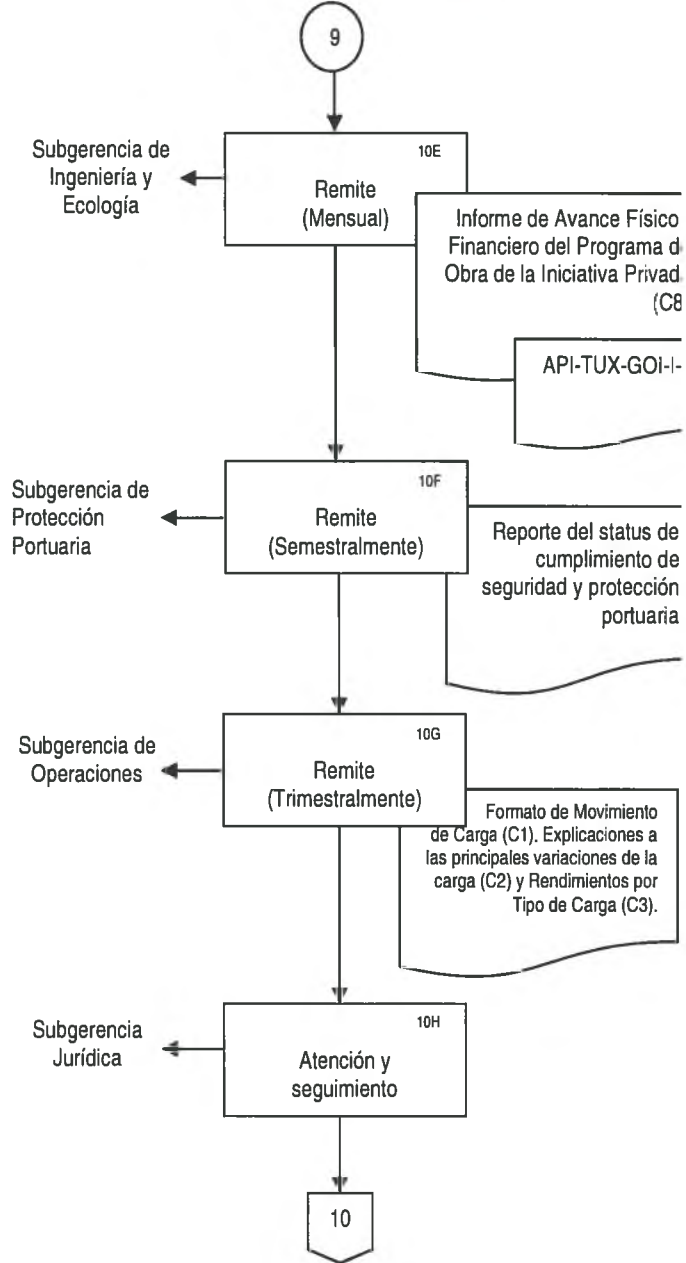 9
10E
Subgerencia de
Ingeniería y
Ecología
Remite
(Mensual)
Informe de Avance Físico
Financiero del Programa d
Obra de la Iniciativa Privad
(C8
API-TUX-GOI-I-
10F
Subgerencia de
Protección
Portuaria
Remite
(Semestralmente)
Reporte del status de
cumplimiento de
seguridad y protección
portuaria
10G
Subgerencia de
Operaciones
Remite
(Trimestralmente)
Formato de Movimiento
de Carga (C1). Explicaciones a
las principales variaciones de la
carga (C2) y Rendimientos por
Tipo de Carga (C3).
10H
Subgerencia
Jurídica
Atención y
seguimiento
10